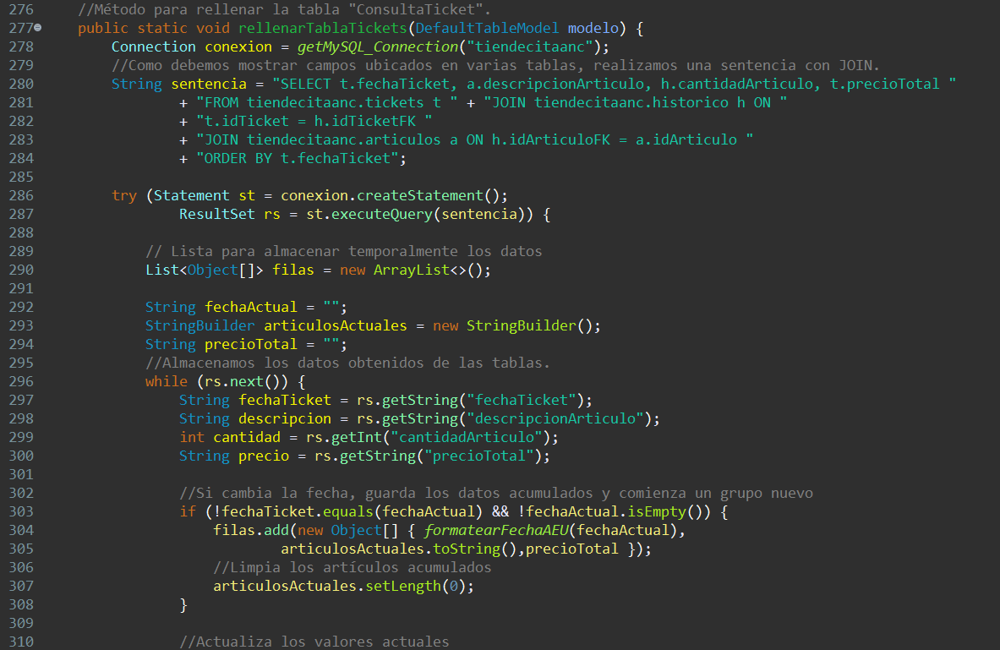 276 //Método para rellenar la tabla "ConsultaTicket".
277 public static void rellenarTablaTickets(DefaultTableModel modelo) {
278 Connection conexion = getMySQL_Connection("tiendecitaanc");
279 //Como debemos mostrar campos ubicados en varias tablas, realizamos una sentencia con JOIN.
280 String sentencia = "SELECT t.fechaTicket, a.descripcionArticulo, h.cantidadArticulo, t.precioTotal "
281 + "FROM tiendecitaanc.tickets t " + "JOIN tiendecitaanc.historico h ON "
282 + "t.idTicket = h.idTicketFK "
283 + "JOIN tiendecitaanc.articulos a ON h.idArticuloFK = a.idArticulo "
284 + "ORDER BY t.fechaTicket";
285
286 try (Statement st = conexion.createStatement();
287 ResultSet rs = st.executeQuery(sentencia)) {
288
289 // Lista para almacenar temporalmente los datos
290 List<Object[]> filas = new ArrayList<>();
291
292 String fechaActual = "";
293 StringBuilder articulosActuales = new StringBuilder();
294 String precioTotal = "";
295 //Almacenamos los datos obtenidos de las tablas.
296 while (rs.next()) {
297 String fechaTicket = rs.getString("fechaTicket");
298 String descripcion = rs.getString("descripcionArticulo");
299 int cantidad = rs.getInt("cantidadArticulo");
300 String precio = rs.getString("precioTotal");
301
302 //Si cambia la fecha, guarda los datos acumulados y comienza un grupo nuevo
303 if (!fechaTicket.equals(fechaActual) && !fechaActual.isEmpty()) {
304 filas.add(new Object[] { formatearFechaAEU(fechaActual),
305 articulosActuales.toString(),precioTotal });
306 //Limpia los artículos acumulados
307 articulosActuales.setLength(0);
308 }
309
310 //Actualiza los valores actuales